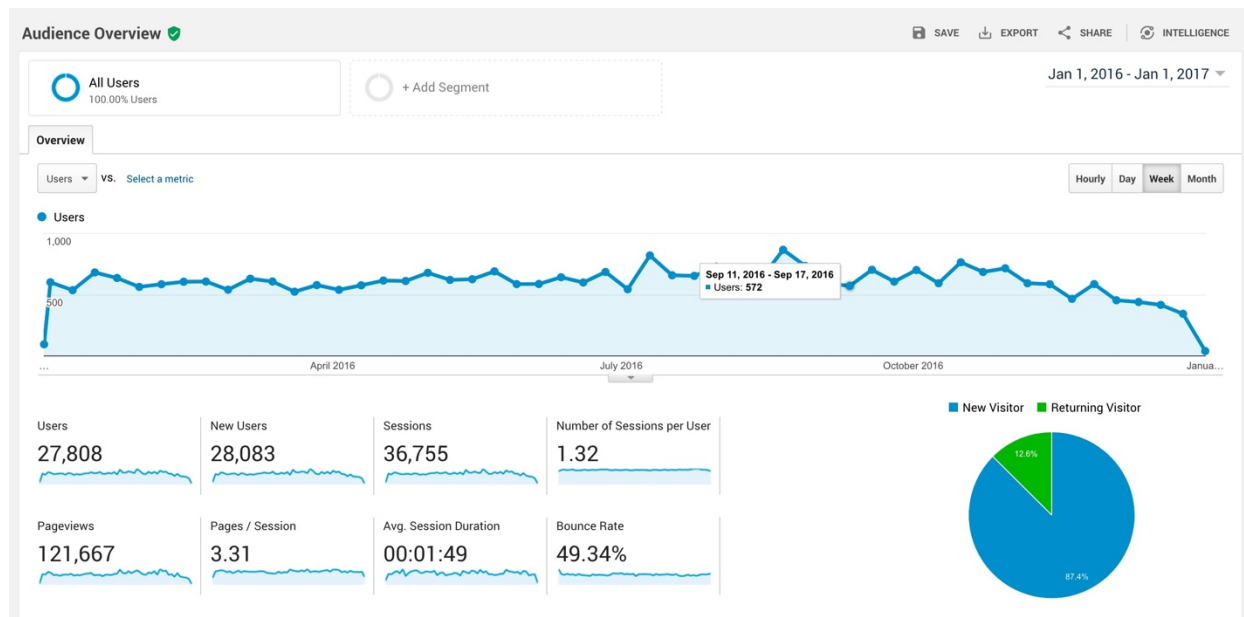 Audience Overview
SAVE EXPORT SHARE INTELLIGENCE
All Users
100.00% Users
+ Add Segment
Jan 1, 2016 - Jan 1, 2017
Overview
Users VS. Select a metric
Hourly Day Week Month
Users
1,000
500
Sep 11, 2016 - Sep 17, 2016
Users: 572
... April 2016 July 2016 October 2016 Janua...
New Visitor Returning Visitor
Users New Users Sessions Number of Sessions per User
27,808 28,083 36,755 1.32
Pageviews Pages / Session Avg. Session Duration Bounce Rate
121,667 3.31 00:01:49 49.34%
12.6%
87.4%